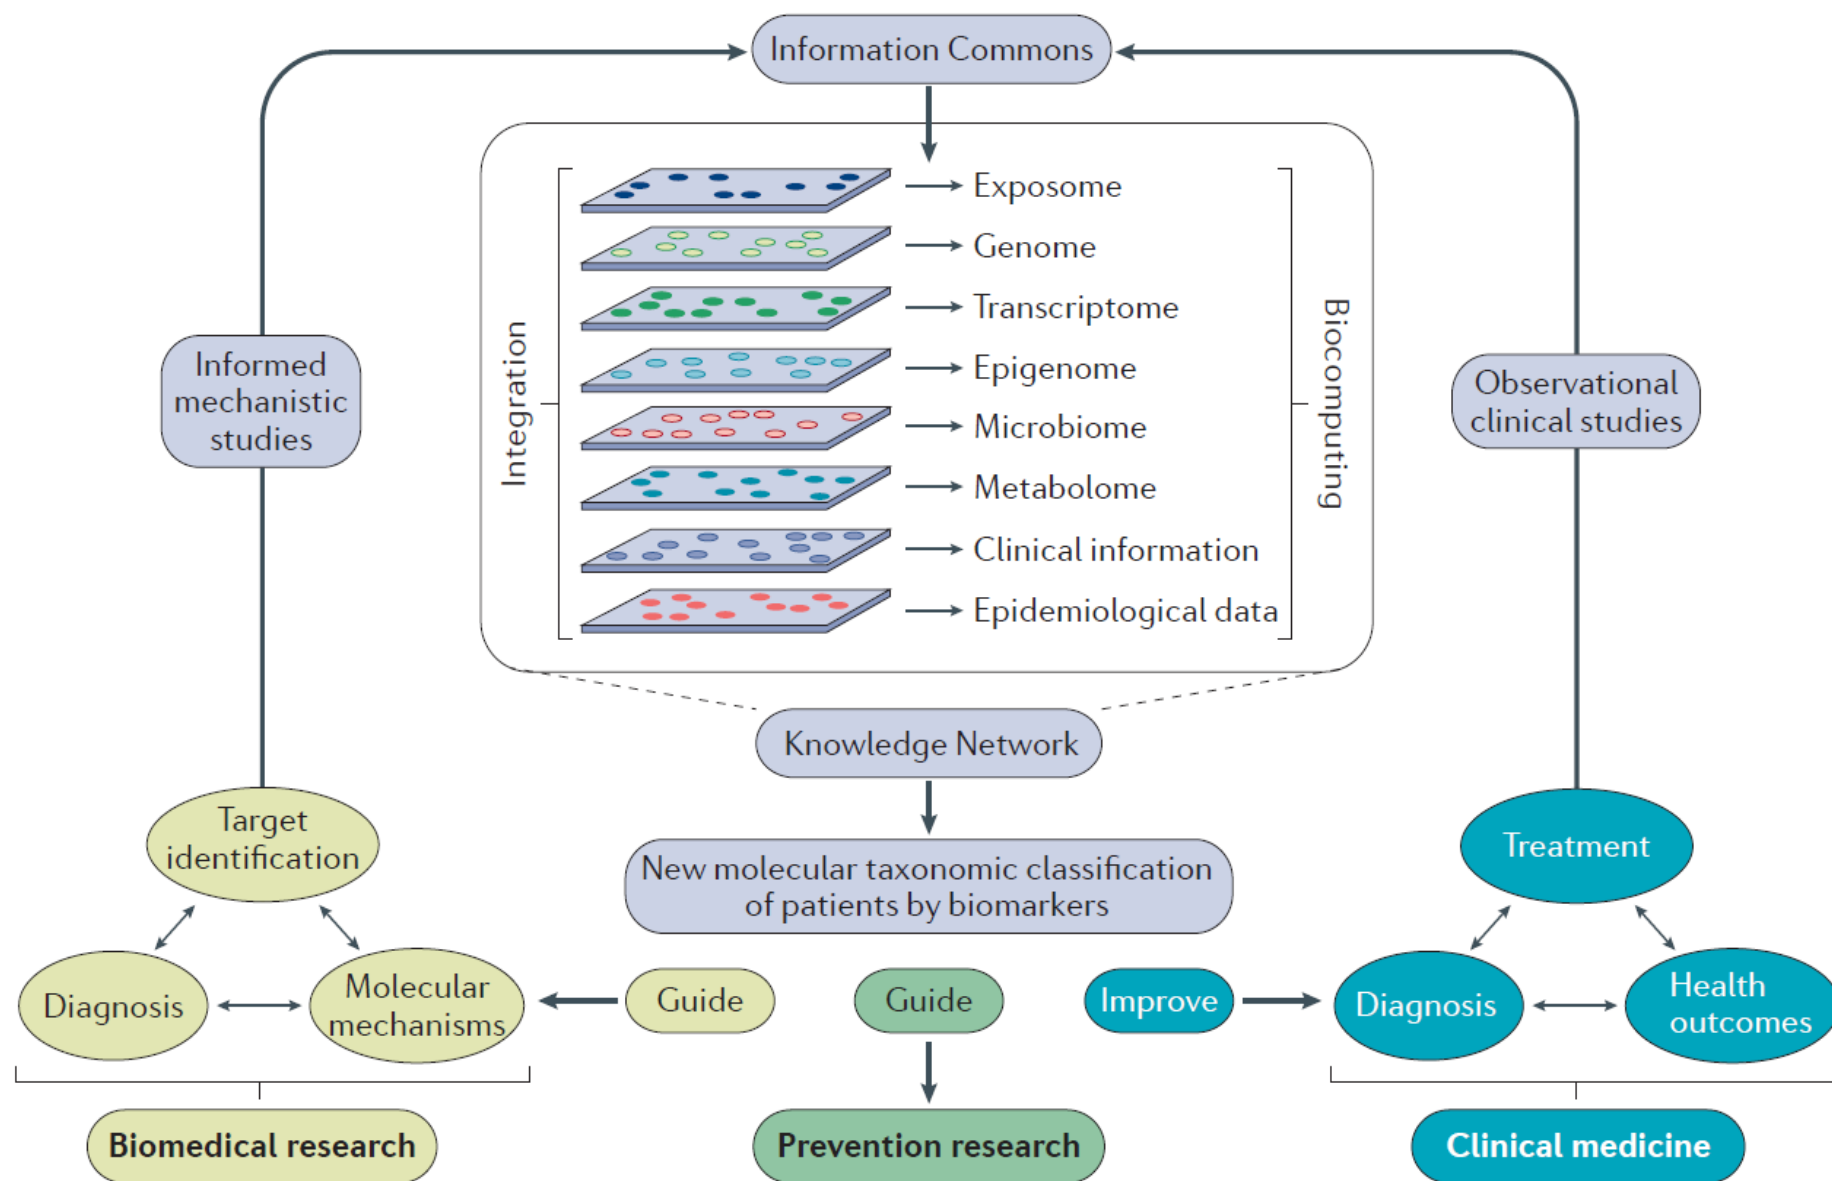 Information Commons
Integration
Exposome
Genome
Transcriptome
Epigenome
Microbiome
Metabolome
Clinical information
Epidemiological data
Biocomputing
Informed
mechanistic
studies
Observational
clinical studies
Knowledge Network
New molecular taxonomic classification
of patients by biomarkers
Target
identification
Diagnosis
Molecular
mechanisms
Guide
Guide
Improve
Treatment
Diagnosis
Health
outcomes
Biomedical research
Prevention research
Clinical medicine